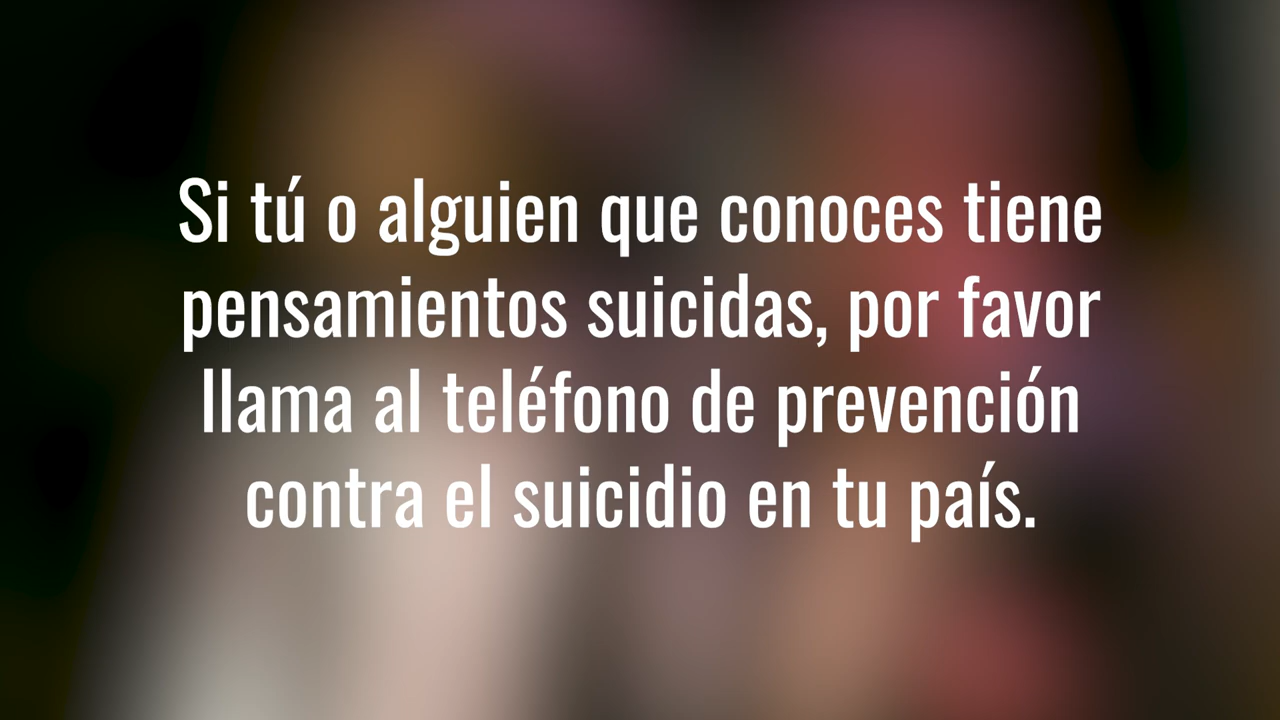 Si tú o alguien que conoces tiene
pensamientos suicidas, por favor
llama al teléfono de prevención
contra el suicidio en tu país.